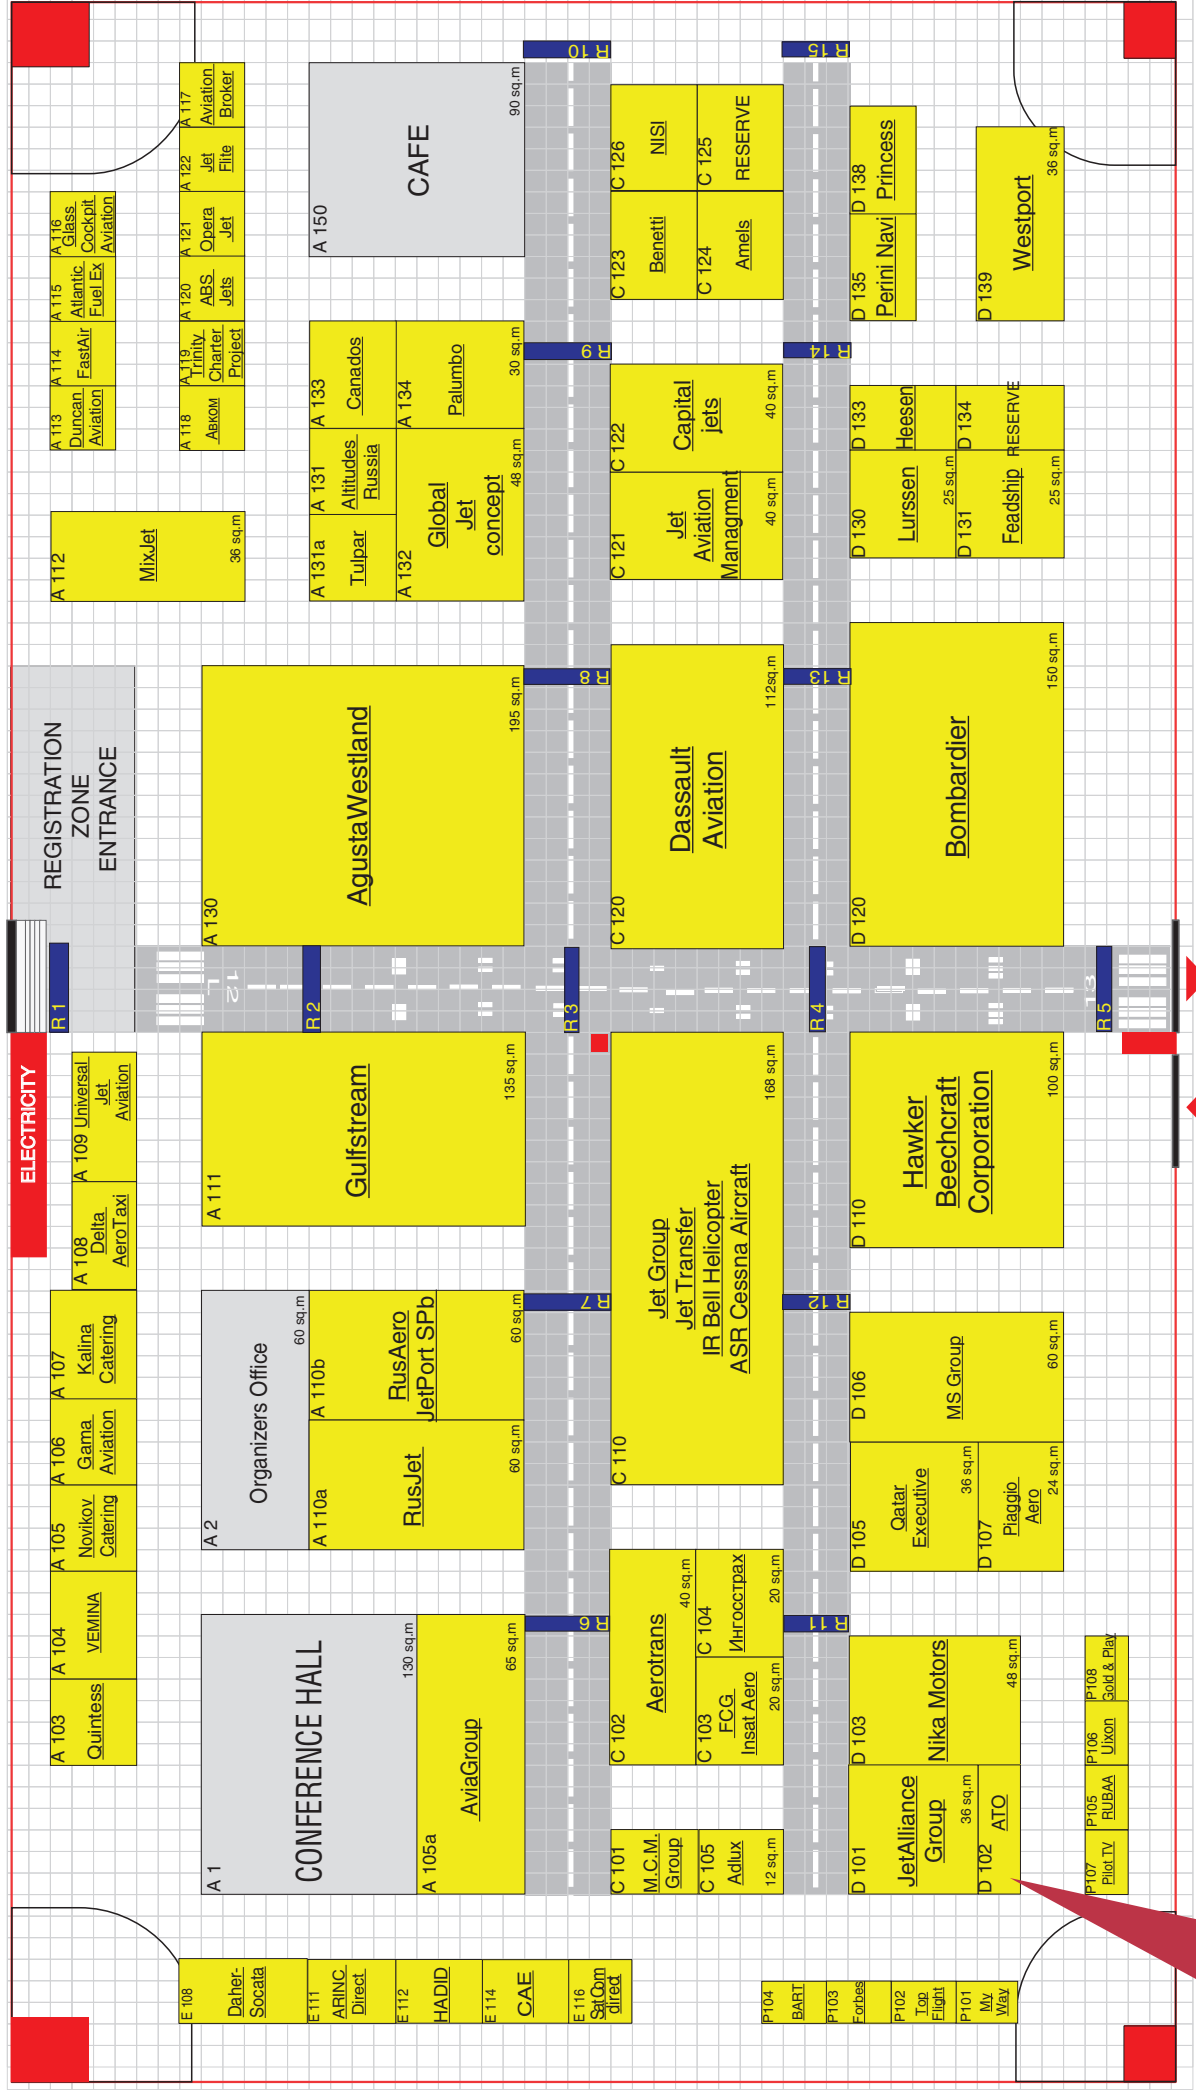 REGISTRATION
ZONE
ENTRANCE
ELECTRICITY
R 1
R 2
R 3
R 4
R 5
R 6
R 7
R 8
R 9
R 10
R 11
R 12
R 13
R 14
R 15
12
L
13
E 108
Daher-
Socata
E 111
ARINC
Direct
E 112
HADID
E 114
CAE
E 116
SatCom
direct
P104
BART
P103
Forbes
P102
Top
Flight
P101
My
Way
A 103
Quintess
A 104
VEMINA
A 105
Novikov
Catering
A 106
Gama
Aviation
A 107
Kalina
Catering
A 108
Delta
AeroTaxi
A 109 Universal
Jet
Aviation
A 112
MixJet
36 sq.m
A 113
Duncan
Aviation
A 114
FastAir
A 115
Atlantic
Fuel Ex
A 116
Glass
Cockpit
Aviation
A 118
Авком
A 119
Trinity
Charter
Project
A 120
ABS
Jets
A 121
Opera
Jet
A 122
Jet
Flite
A 117
Aviation
Broker
A 1
CONFERENCE HALL
130 sq.m
A 105a
AviaGroup
65 sq.m
A 2
Organizers Office
60 sq.m
A 110a
RusJet
60 sq.m
A 110b
RusAero
JetPort SPb
60 sq.m
A 111
Gulfstream
135 sq.m
A 130
AgustaWestland
195 sq.m
A 131a
Tulpar
A 131
Altitudes
Russia
A 133
Canados
A 132
Global
Jet
concept
48 sq.m
A 134
Palumbo
30 sq.m
A 150
CAFE
90 sq.m
C 101
M.C.M.
Group
C 105
Adlux
12 sq.m
C 102
Aerotrans
40 sq.m
C 103
FCG
Insat Aero
20 sq.m
C 104
Ингосстрах
20 sq.m
C 110
Jet Group
Jet Transfer
IR Bell Helicopter
ASR Cessna Aircraft
168 sq.m
C 120
Dassault
Aviation
112sq.m
C 121
Jet
Aviation
Managment
40 sq.m
C 122
Capital
jets
40 sq.m
C 123
Benetti
C 126
NISI
C 124
Amels
C 125
RESERVE
D 101
JetAlliance
Group
36 sq.m
D 102
ATO
D 103
Nika Motors
48 sq.m
D 105
Qatar
Executive
36 sq.m
D 107
Piaggio
Aero
24 sq.m
D 106
MS Group
60 sq.m
D 110
Hawker
Beechcraft
Corporation
100 sq.m
D 120
Bombardier
150 sq.m
D 130
Lurssen
25 sq.m
D 133
Heesen
D 131
Feadship
25 sq.m
D 134
RESERVE
D 135
Perini Navi
D 138
Princess
D 139
Westport
36 sq.m
P107
Pilot TV
P105
RUBAA
P106
Uixon
P108
Gold & Play